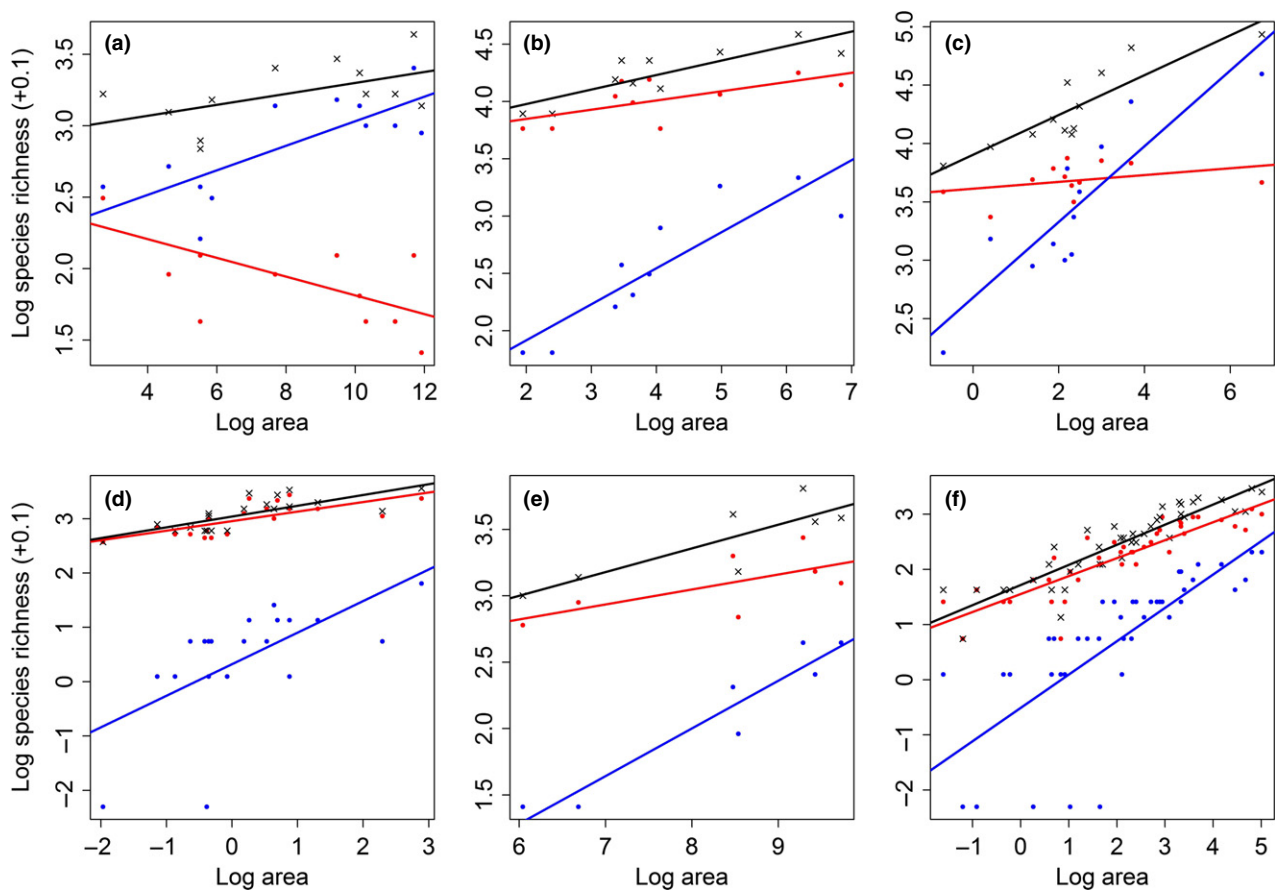 Log species richness (+0.1)
(a)
1.5 2.0 2.5 3.0 3.5
4 6 8 10 12
Log area
(b)
2.0 2.5 3.0 3.5 4.0 4.5
2 3 4 5 6 7
Log area
(c)
2.5 3.0 3.5 4.0 4.5 5.0
0 2 4 6
Log area
Log species richness (+0.1)
(d)
−2 −1 0 1 2 3
−2 −1 0 1 2 3
Log area
(e)
1.5 2.0 2.5 3.0 3.5
6 7 8 9
Log area
(f)
−2 −1 0 1 2 3
−1 0 1 2 3 4 5
Log area